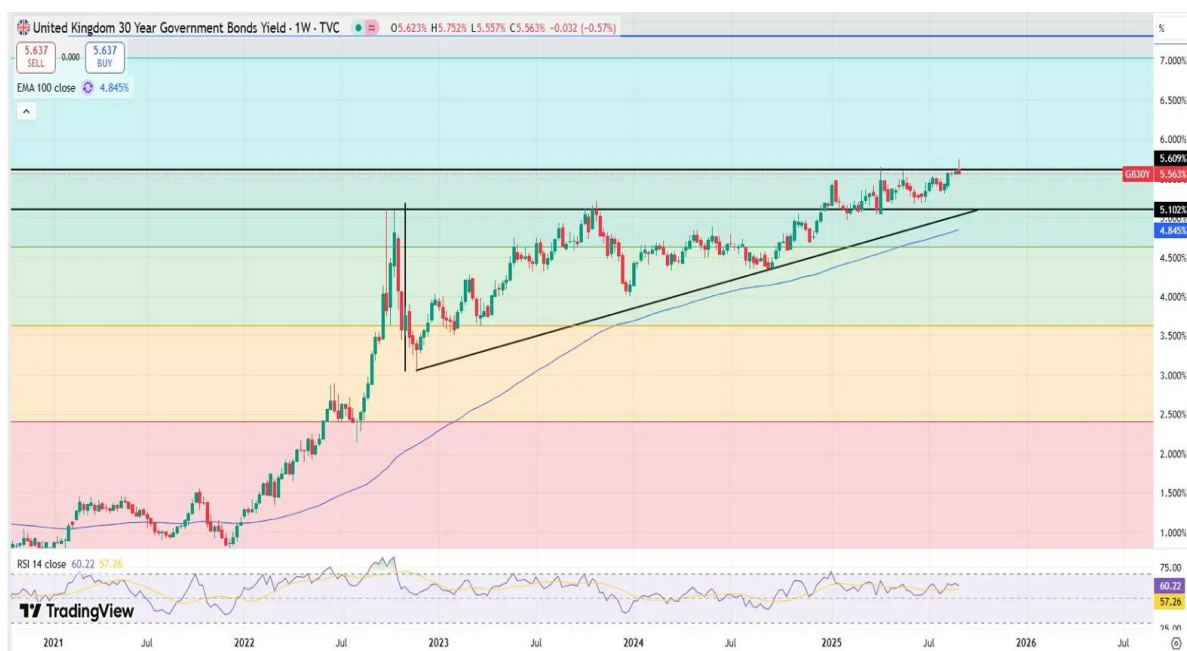 United Kingdom 30 Year Government Bonds Yield · 1W · TVC O5.623% H5.752% L5.557% C5.563% −0.032 (−0.57%)
%
5.637 SELL 0.000 5.637 BUY
EMA 100 close 4.845%
7.000%
6.500%
6.000%
5.609%
GB30Y 5.563%
5.102%
5.000%
4.845%
4.500%
4.000%
3.500%
3.000%
2.500%
2.000%
1.500%
1.000%
RSI 14 close 60.22 57.26
75.00
60.22
57.26
25.00
TradingView
2021 Jul 2022 Jul 2023 Jul 2024 Jul 2025 Jul 2026 Jul